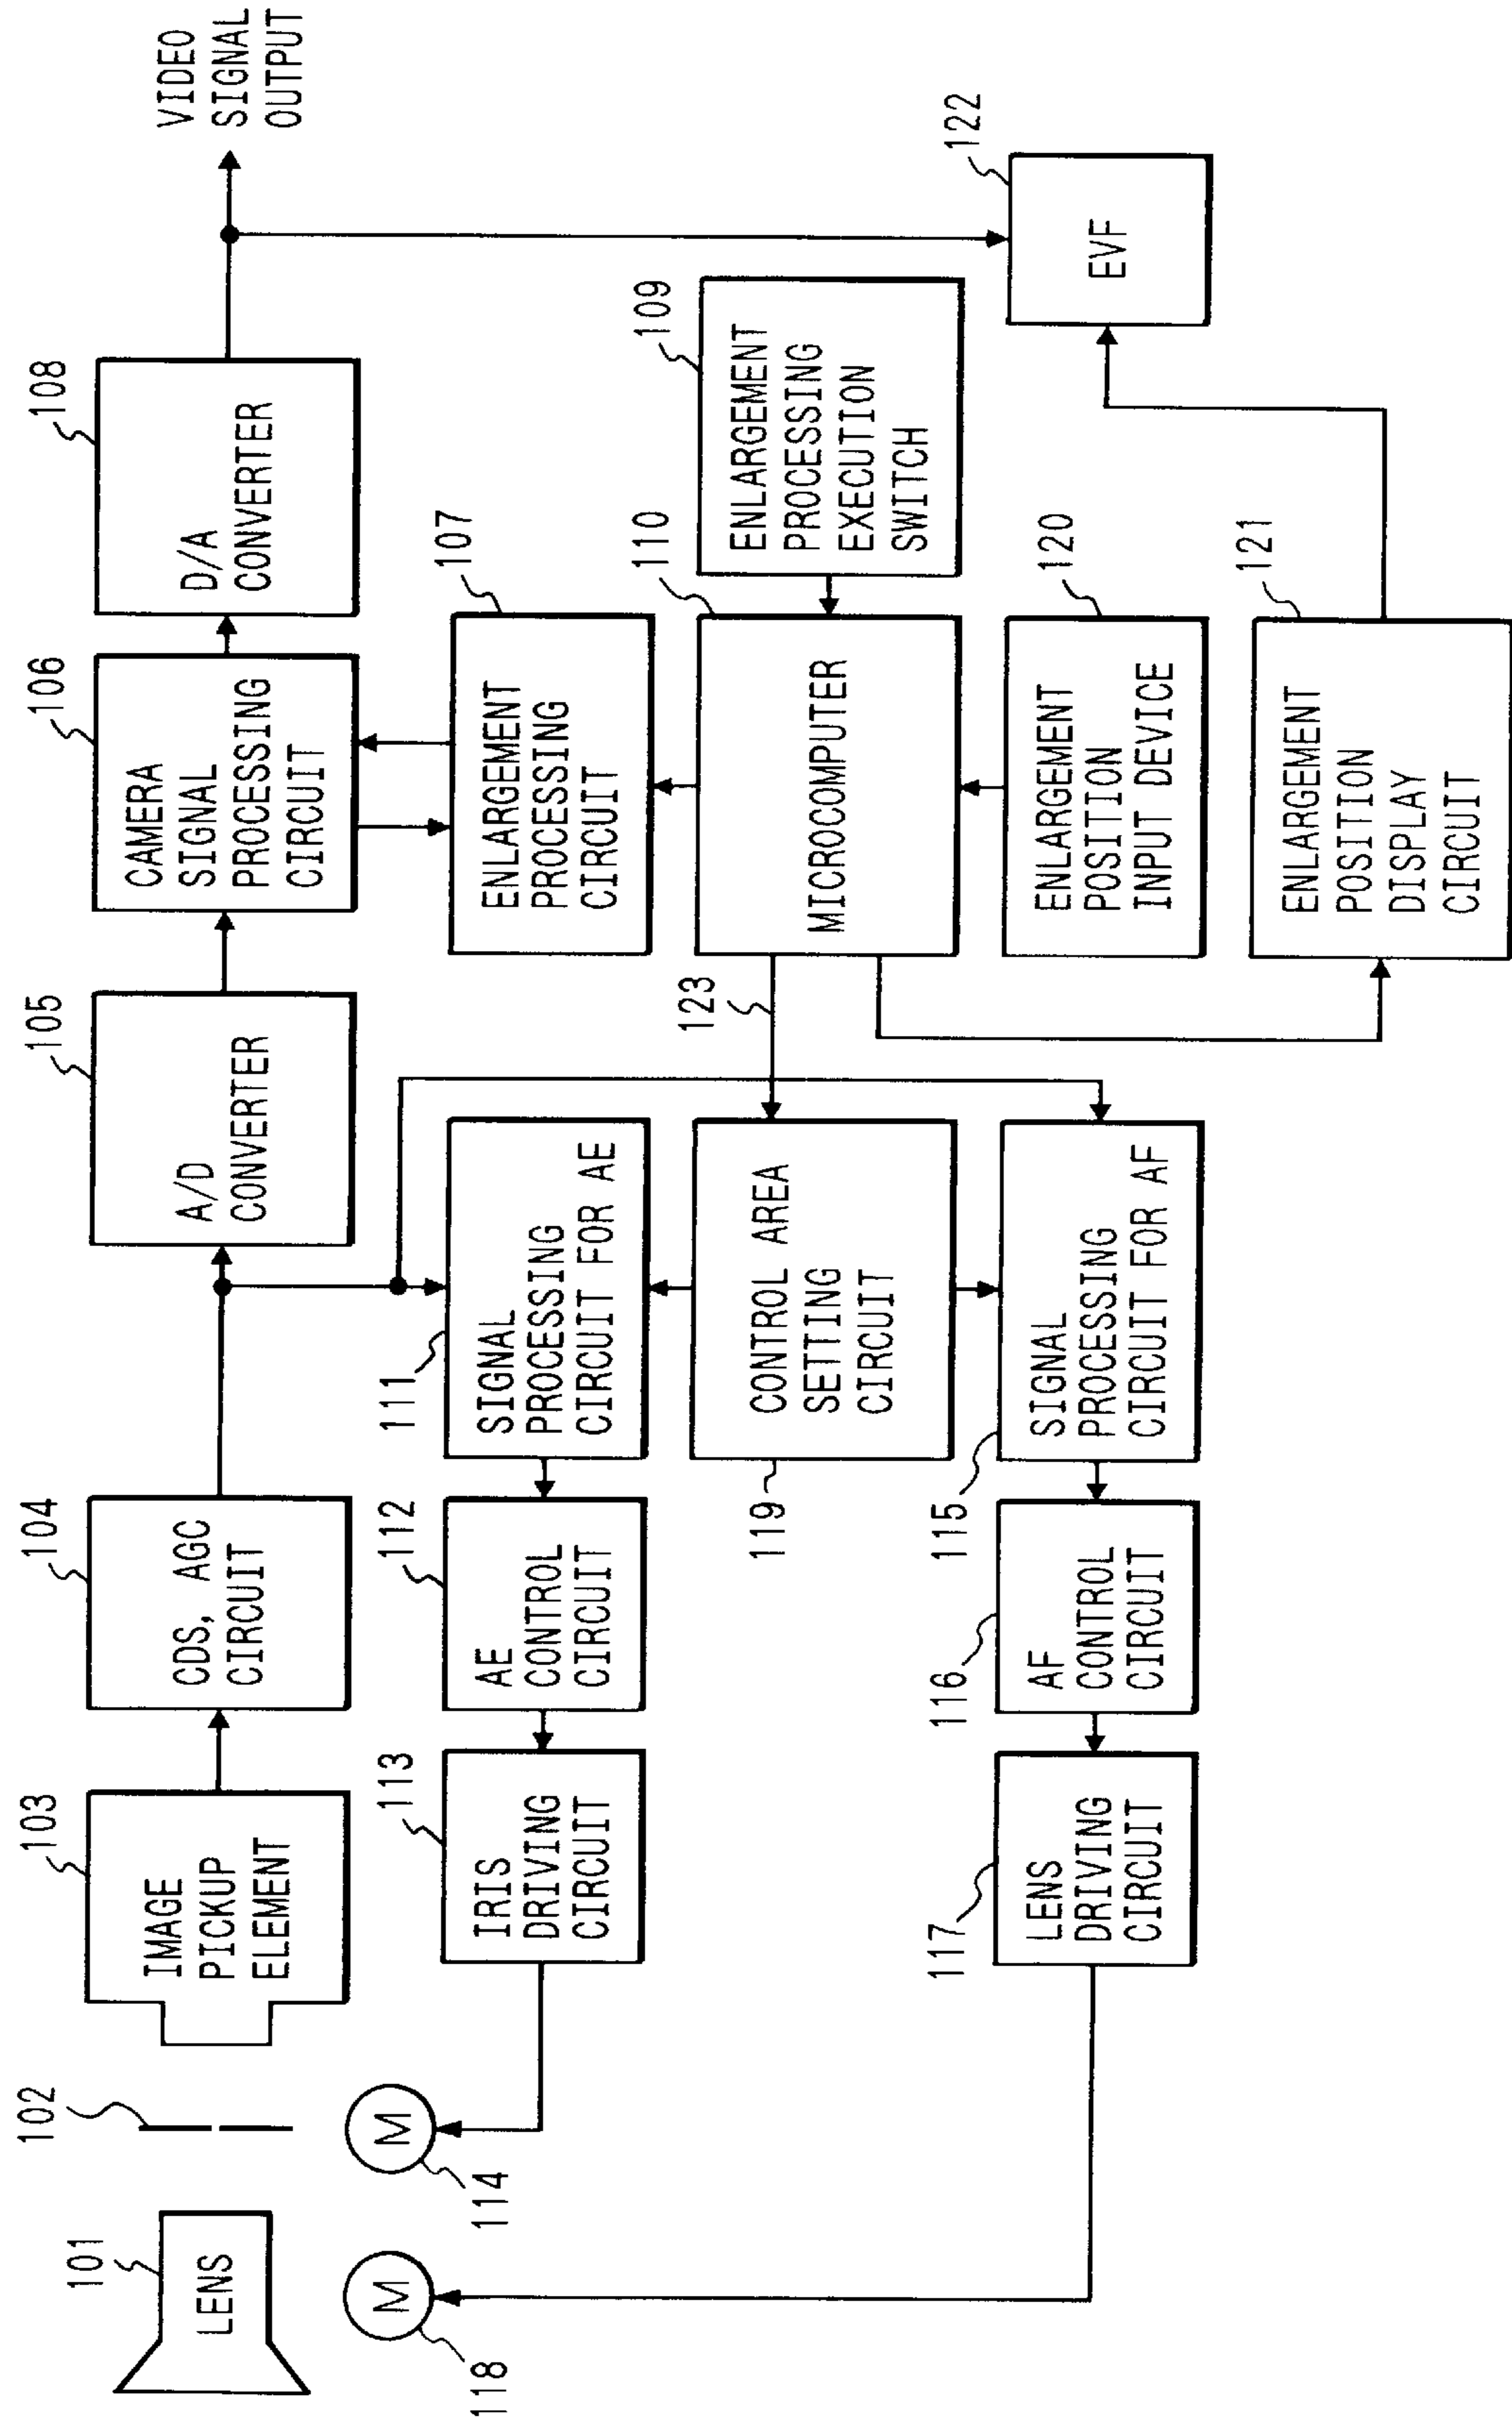 101
LENS
102
103
IMAGE
PICKUP
ELEMENT
104
CDS, AGC
CIRCUIT
105
A/D
CONVERTER
106
CAMERA
SIGNAL
PROCESSING
CIRCUIT
108
D/A
CONVERTER
VIDEO
SIGNAL
OUTPUT
118
M
114
M
113
IRIS
DRIVING
CIRCUIT
112
AE
CONTROL
CIRCUIT
111
SIGNAL
PROCESSING
CIRCUIT FOR AE
107
ENLARGEMENT
PROCESSING
CIRCUIT
119
CONTROL AREA
SETTING
CIRCUIT
123
110
MICROCOMPUTER
109
ENLARGEMENT
PROCESSING
EXECUTION
SWITCH
117
LENS
DRIVING
CIRCUIT
116
AF
CONTROL
CIRCUIT
115
SIGNAL
PROCESSING
CIRCUIT FOR AF
120
ENLARGEMENT
POSITION
INPUT DEVICE
122
EVF
121
ENLARGEMENT
POSITION
DISPLAY
CIRCUIT